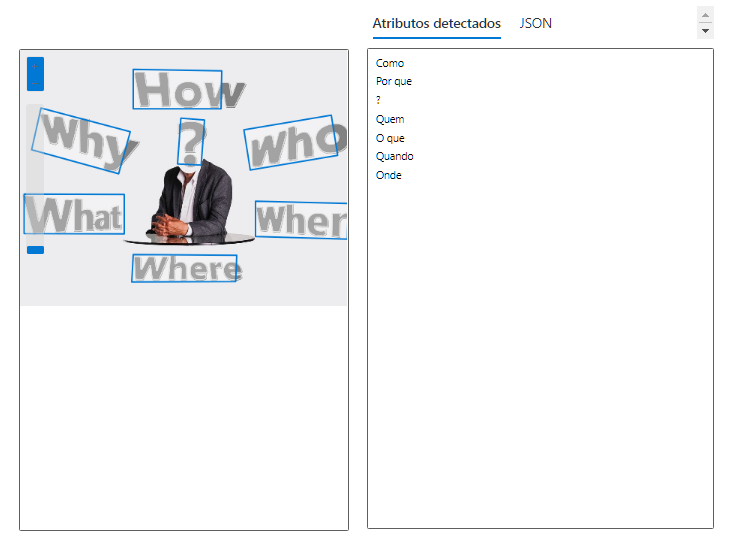 Atributos detectados JSON
How
Why
?
who
What
Wher
Where
Como
Por que
?
Quem
O que
Quando
Onde